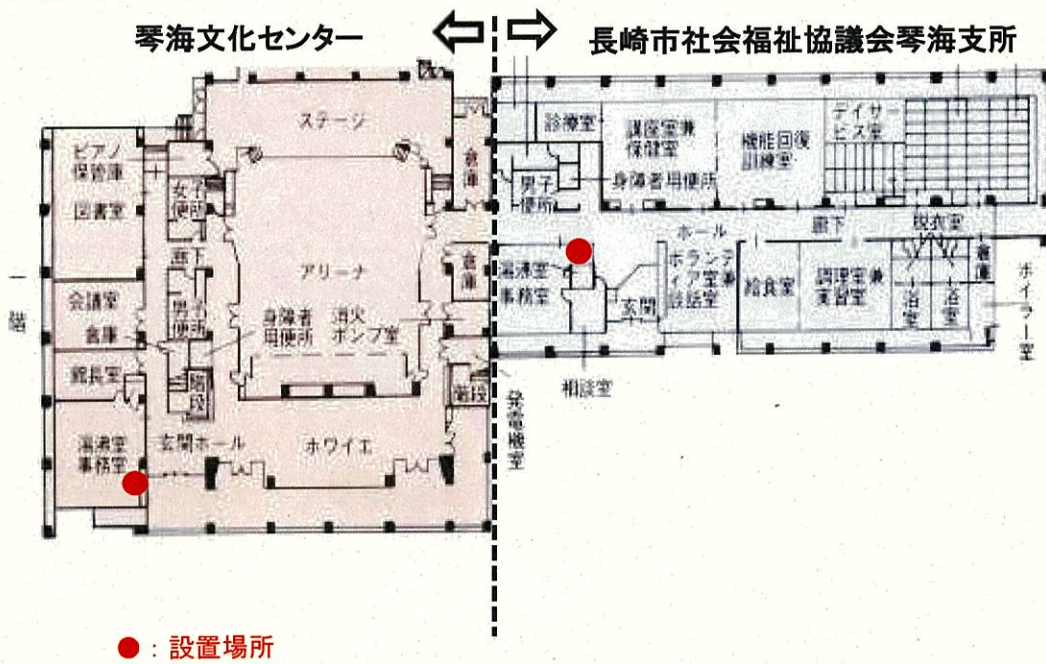 琴海文化センター
長崎市社会福祉協議会琴海支所
ステージ
ピアノ
保管庫
図書室
女子
便所
倉庫
廊下
アリーナ
倉庫
会議室
倉庫
男子
便所
身障者
用便所
消火
ポンプ室
館長室
階段
階段
湯沸室
事務室
玄関ホール
ホワイエ
一階
診療室
講座室兼
保健室
機能回復
訓練室
デイサー
ビス室
男子
便所
身障者用便所
ホール
廊下
脱衣室
湯沸室
事務室
玄関
ボランテ
ィア室兼
談話室
給食室
調理室兼
実習室
浴室
浴室
倉庫
ボイラー室
相談室
発電機室
●：設置場所